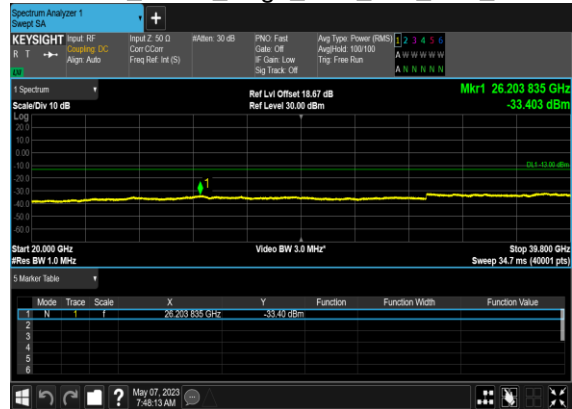 Spectrum Analyzer 1
Swept SA
+
KEYSIGHT Input: RF Input Z: 50 Ω #Atten: 30 dB PNO: Fast Avg Type: Power (RMS) 1 2 3 4 5 6
R T Coupling: DC Corr CCorr Gate: Off Avg|Hold: 100/100 A W W W W W
Align: Auto Freq Ref: Int (S) IF Gain: Low Trig: Free Run
LW Sig Track: Off A N N N N N
1 Spectrum Ref Lvl Offset 18.67 dB Mkr1 26.203 835 GHz
Scale/Div 10 dB Ref Level 30.00 dBm -33.403 dBm
Log
20.0
10.0
0.00
-10.0 DL1 -13.00 dBm
-20.0
-30.0 1
-40.0
-50.0
-60.0
Start 20.000 GHz Video BW 3.0 MHz* Stop 39.800 GHz
#Res BW 1.0 MHz Sweep 34.7 ms (40001 pts)
5 Marker Table
Mode Trace Scale X Y Function Function Width Function Value
1 N 1 f 26.203 835 GHz -33.40 dBm
2
3
4
5
6
? May 07, 2023
7:48:13 AM